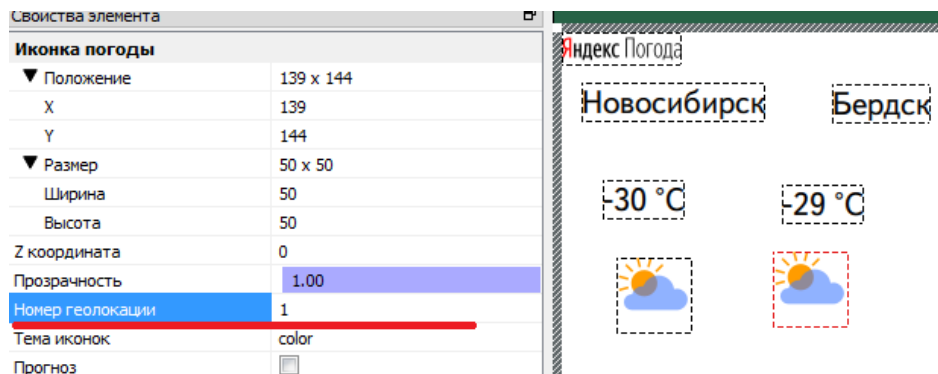 Свойства элемента
Иконка погоды
Положение 139 x 144
X 139
Y 144
Размер 50 x 50
Ширина 50
Высота 50
Z координата 0
Прозрачность 1.00
Номер геолокации 1
Тема иконок color
Прогноз
Яндекс Погода
Новосибирск Бердск
-30 °C -29 °C